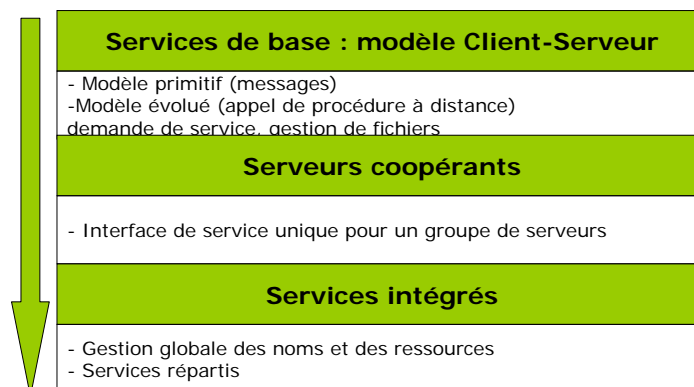 Services de base : modèle Client-Serveur
- Modèle primitif (messages)
-Modèle évolué (appel de procédure à distance)
demande de service, gestion de fichiers
Serveurs coopérants
- Interface de service unique pour un groupe de serveurs
Services intégrés
- Gestion globale des noms et des ressources
- Services répartis